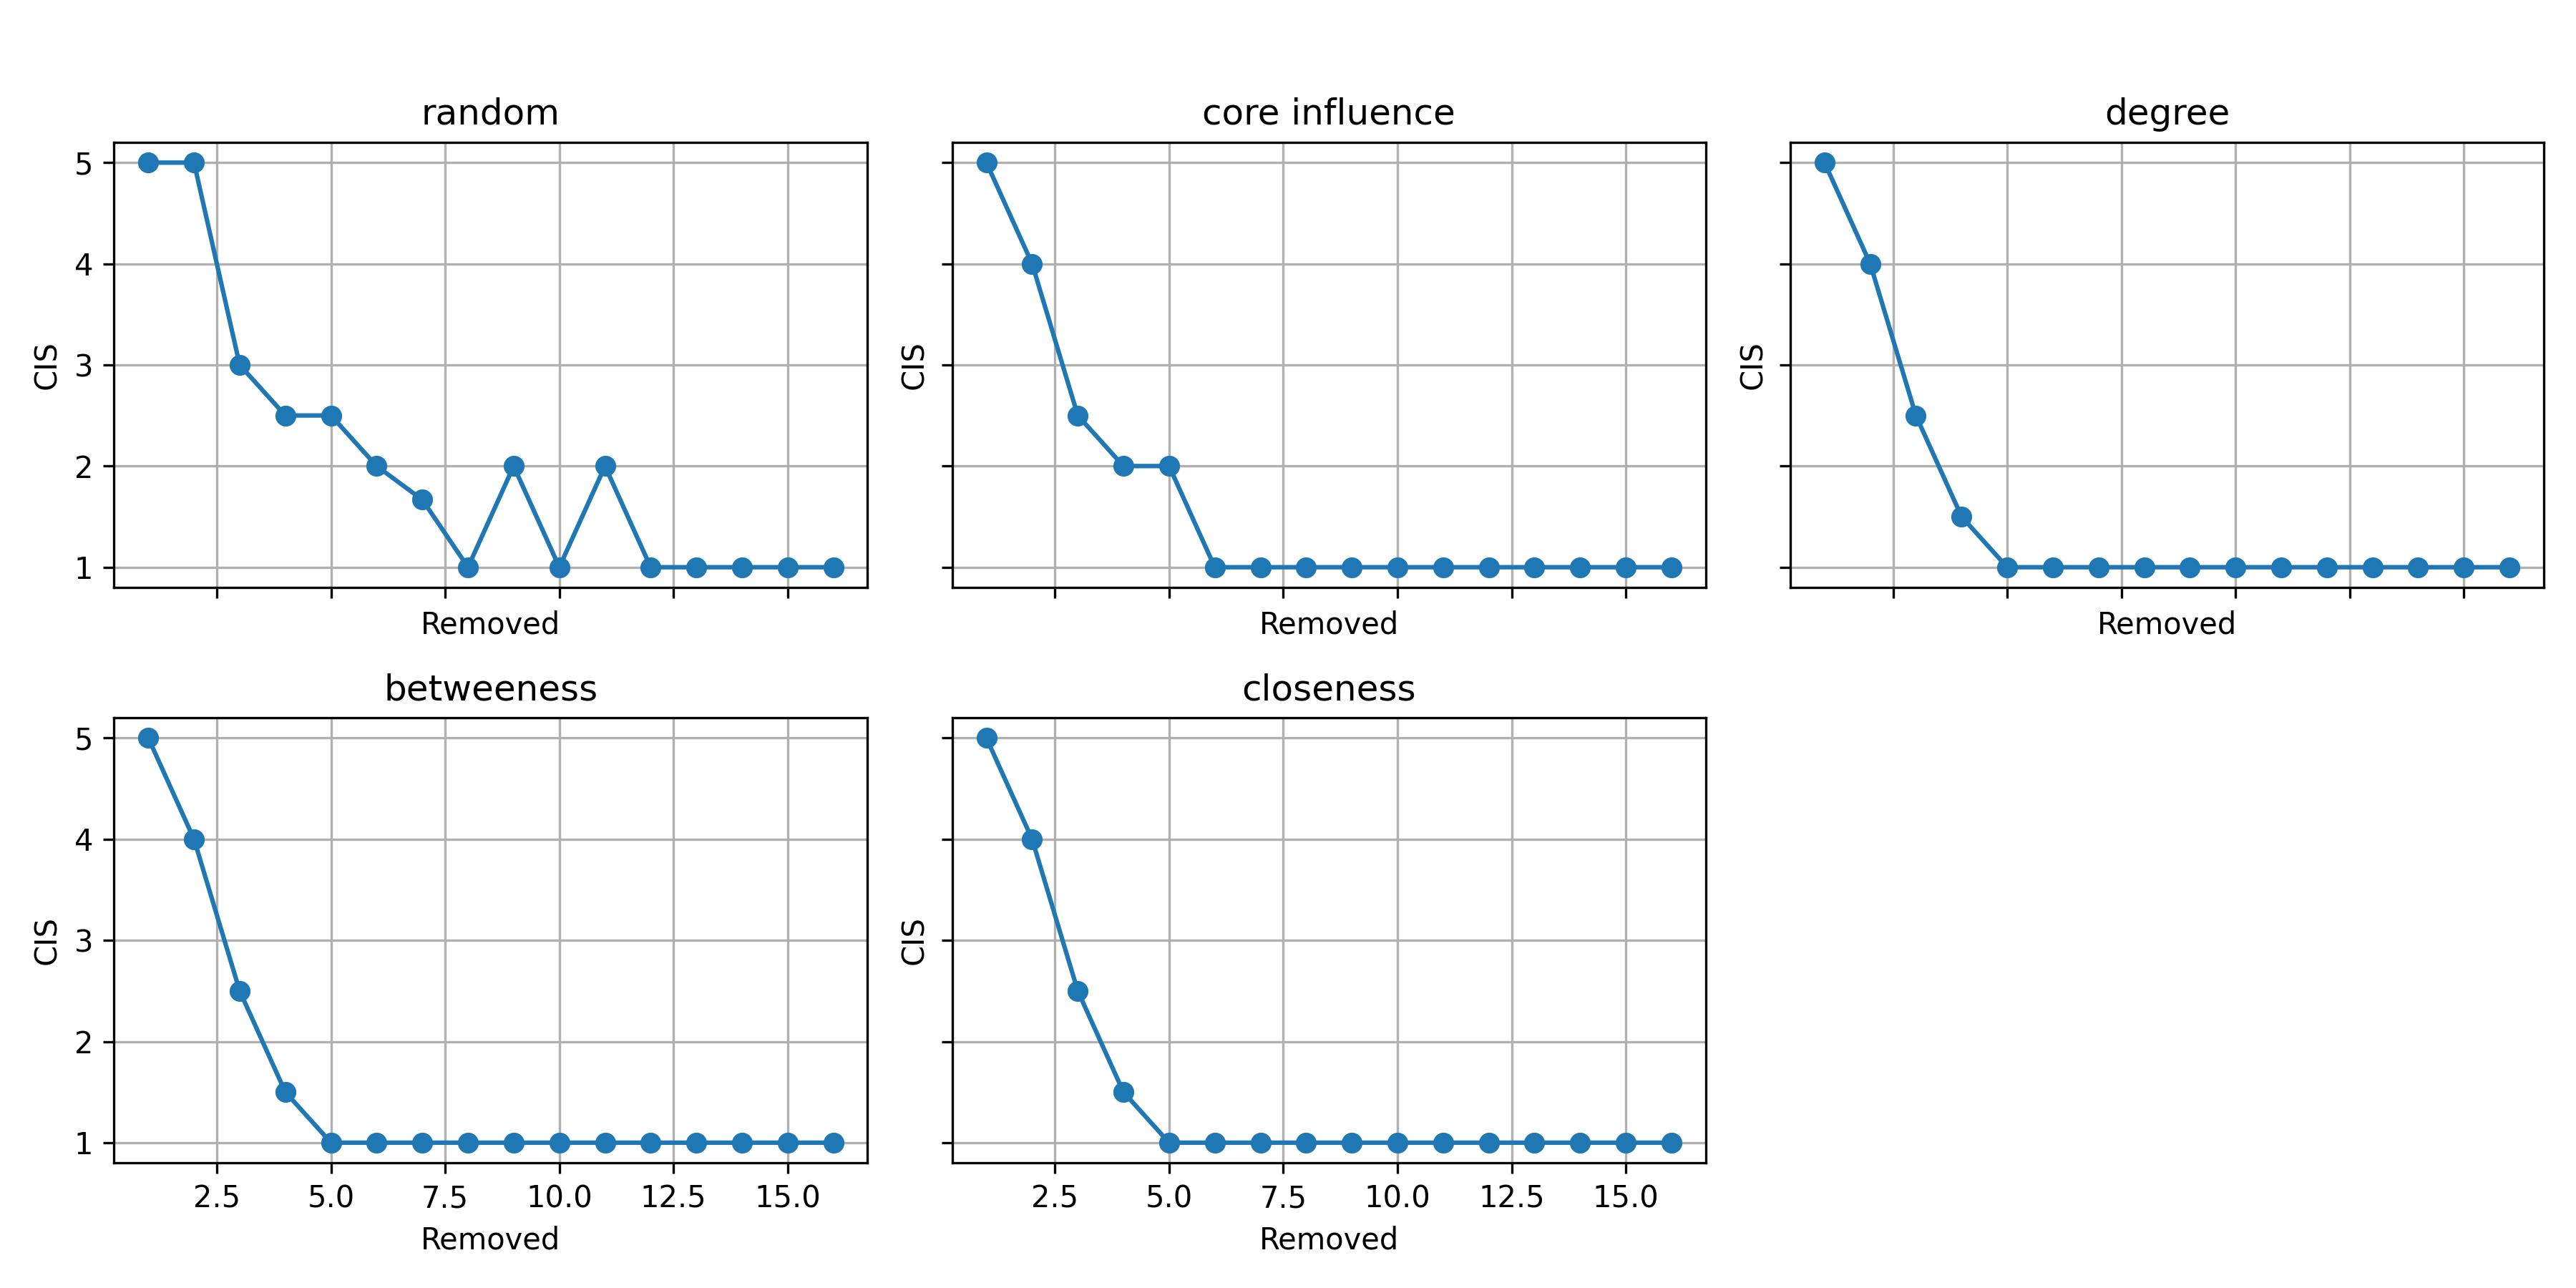 random
5
4
3
2
1
CIS
Removed
core influence
CIS
Removed
degree
CIS
Removed
betweeness
5
4
3
2
1
CIS
2.5 5.0 7.5 10.0 12.5 15.0
Removed
closeness
CIS
2.5 5.0 7.5 10.0 12.5 15.0
Removed